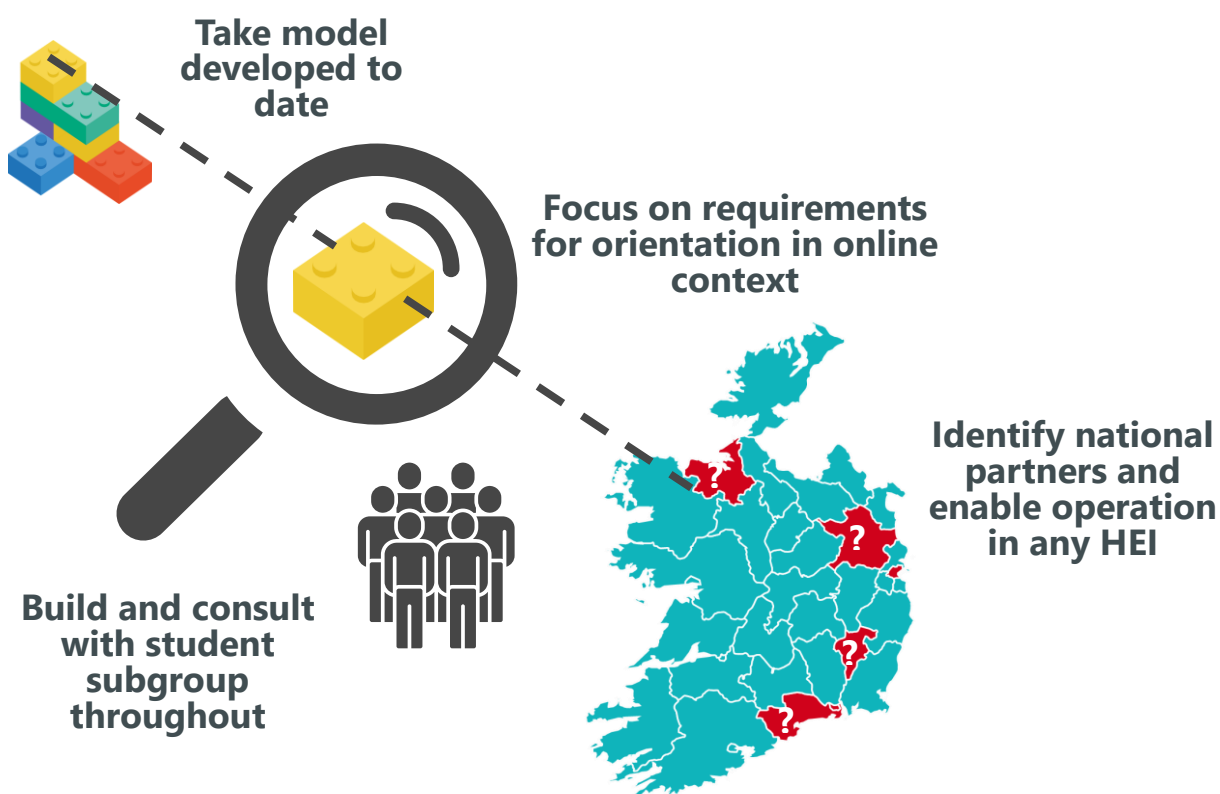 Take model
developed to
date
Focus on requirements
for orientation in online
context
Identify national
partners and
enable operation
in any HEI
Build and consult
with student
subgroup
throughout
?
?
?
?